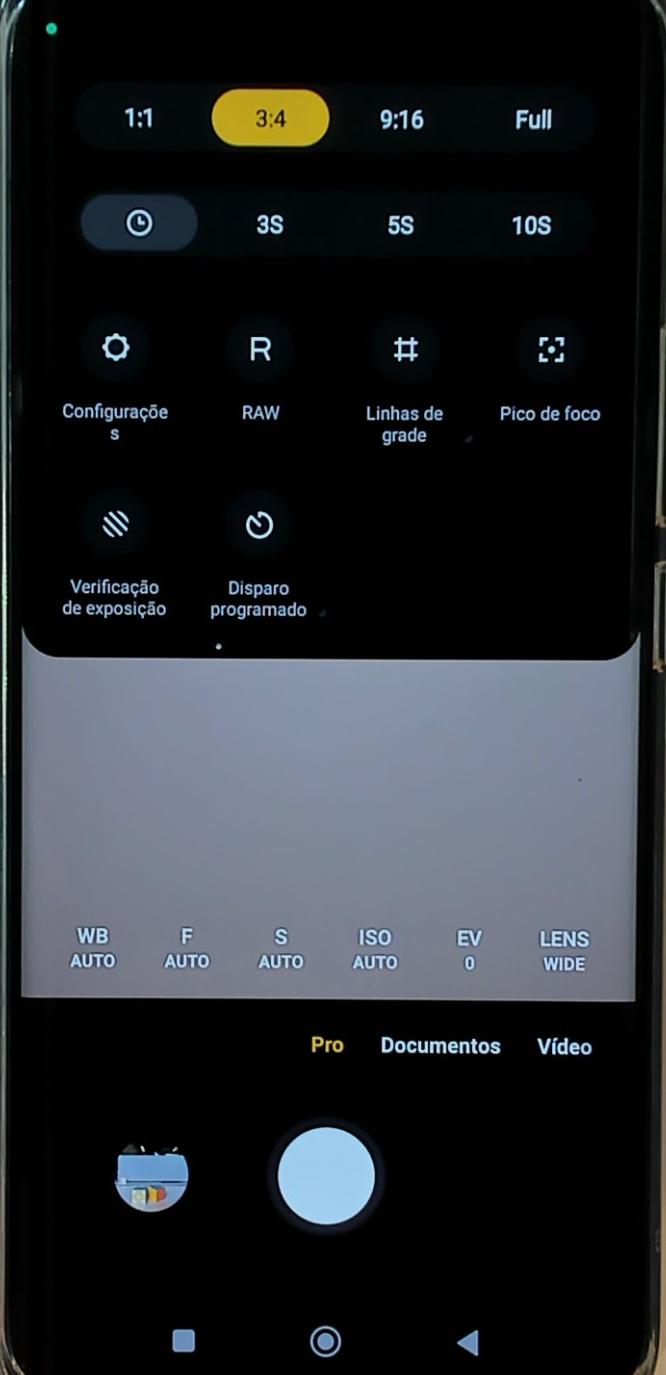 1:1 3:4 9:16 Full
3S 5S 10S
Configuraçõe
s
R
RAW
Linhas de
grade
Pico de foco
Verificação
de exposição
Disparo
programado
WB F S ISO EV LENS
AUTO AUTO AUTO AUTO 0 WIDE
Pro Documentos Vídeo